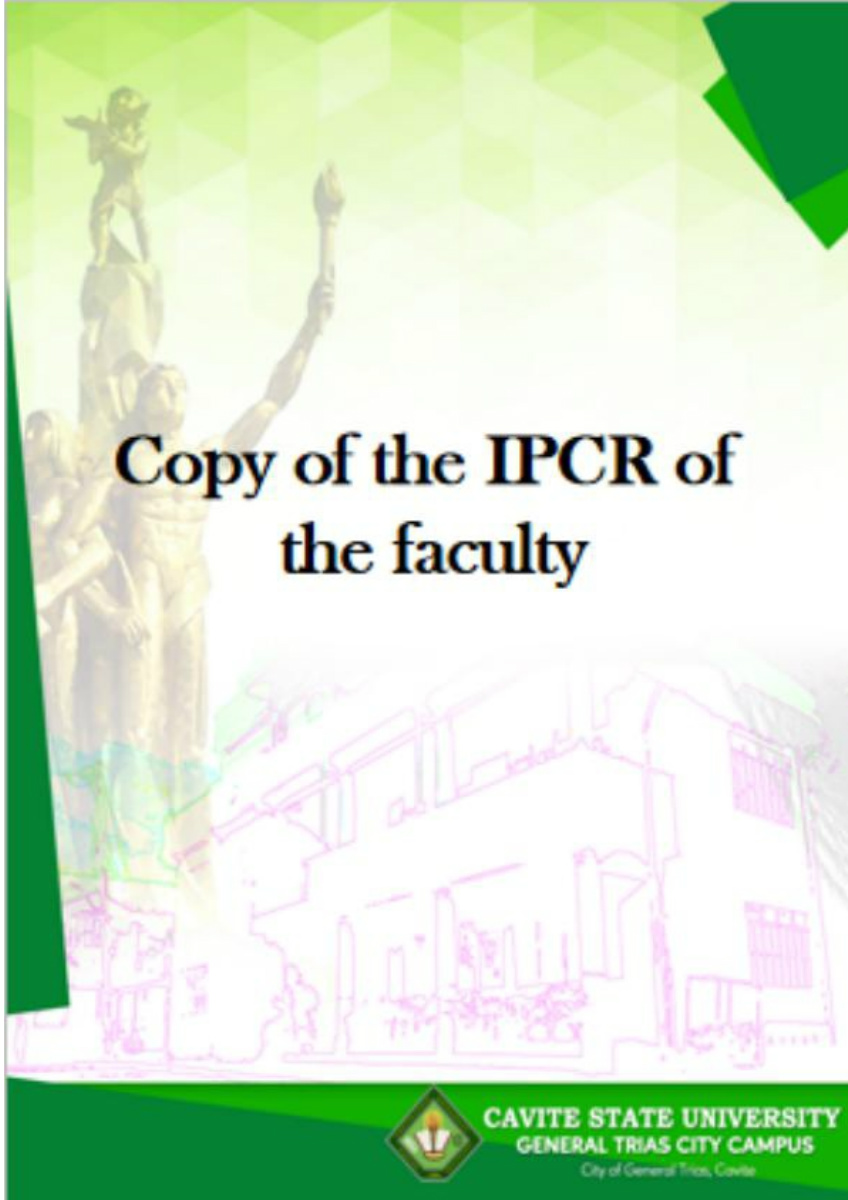 Copy of the IPCR of
the faculty
CAVITE STATE UNIVERSITY
GENERAL TRIAS CITY CAMPUS
City of General Trias, Cavite